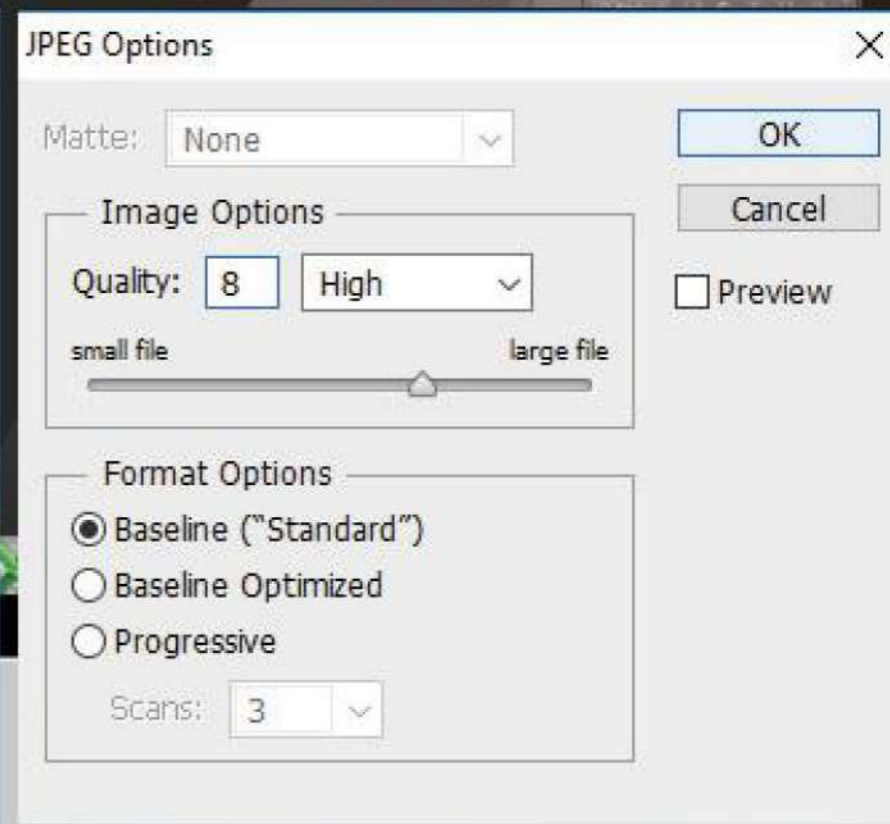 JPEG Options
Matte: None
OK
Image Options
Cancel
Quality: 8 High
Preview
small file large file
Format Options
Baseline (“Standard”)
Baseline Optimized
Progressive
Scans: 3